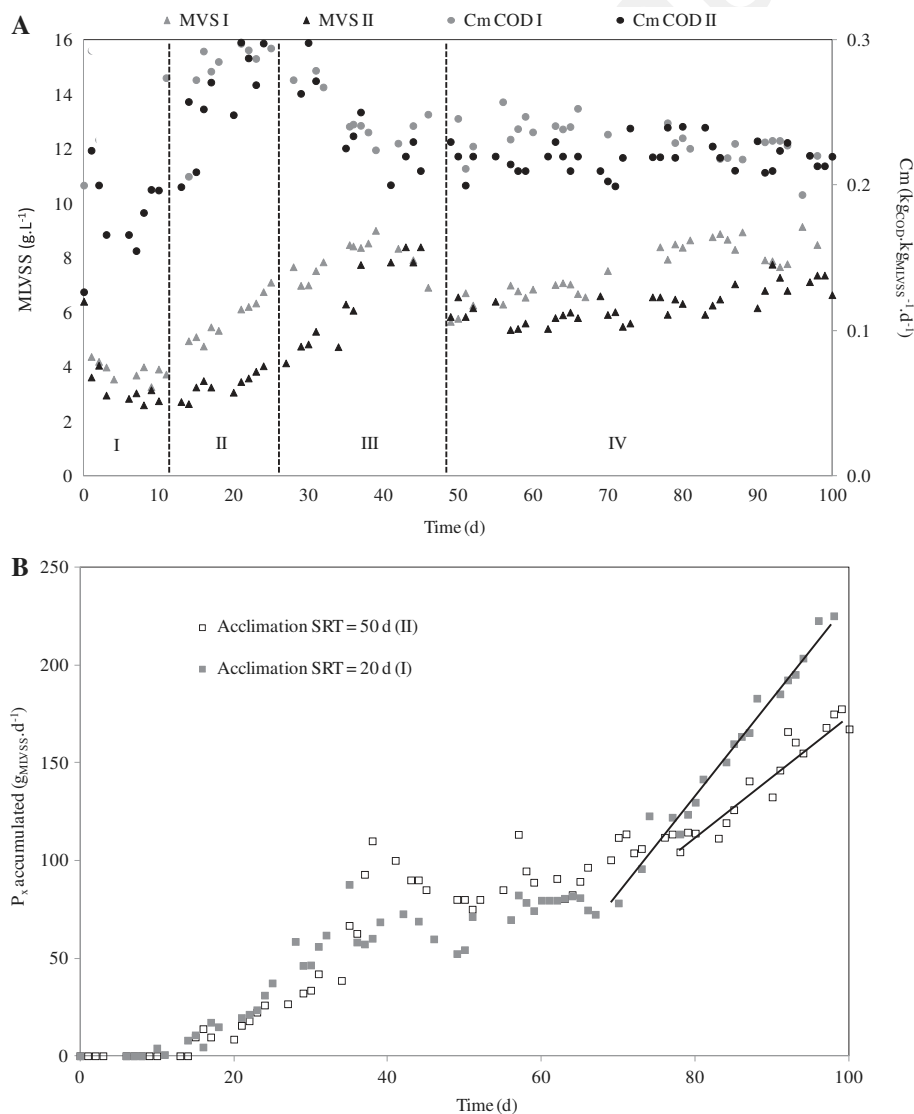 A
MVS I MVS II Cm COD I Cm COD II
16
14
12
10
8
6
4
2
0
MLVSS (g.L-1)
0.3
0.2
0.1
0.0
Cm (kgCOD.kgMLVSS-1.d-1)
I II III IV
0 10 20 30 40 50 60 70 80 90 100
Time (d)
B
250
200
150
100
50
0
Px accumulated (gMLVSS.d-1)
Acclimation SRT = 50 d (II)
Acclimation SRT = 20 d (I)
0 20 40 60 80 100
Time (d)